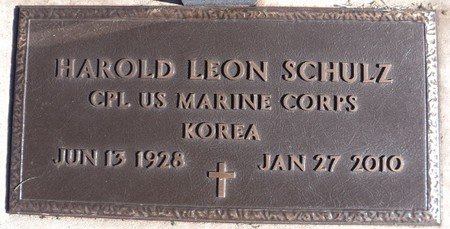 HAROLD LEON SCHULZ
CPL US MARINE CORPS
KOREA
JUN 13 1928 JAN 27 2010